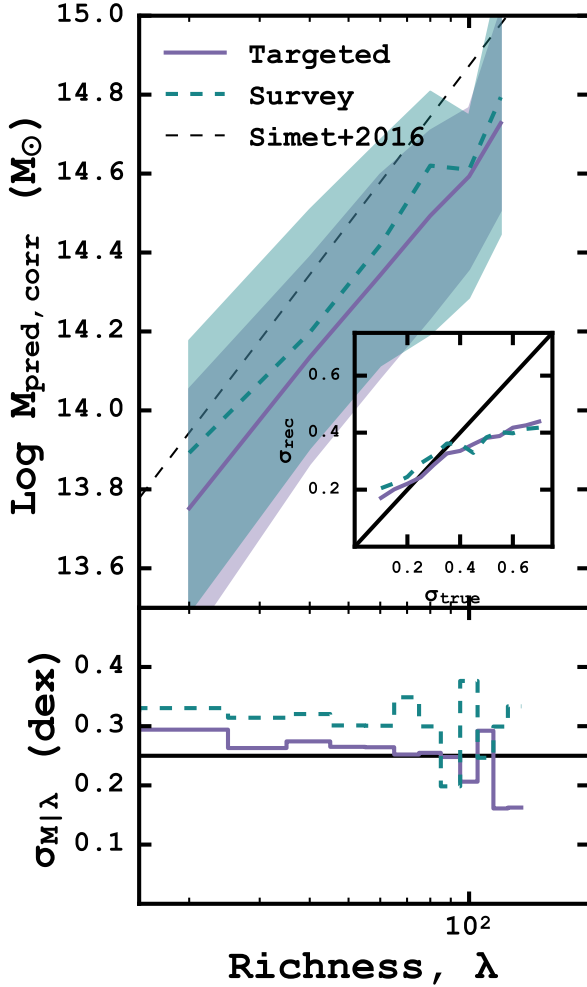 15.0
14.8
14.6
14.4
14.2
14.0
13.8
13.6
Log M_pred, corr (M_⊙)
Targeted
Survey
Simet+2016
0.6
0.4
0.2
σ_rec
0.2 0.4 0.6
σ_true
0.4
0.3
0.2
0.1
σ_M|λ (dex)
10²
Richness, λ